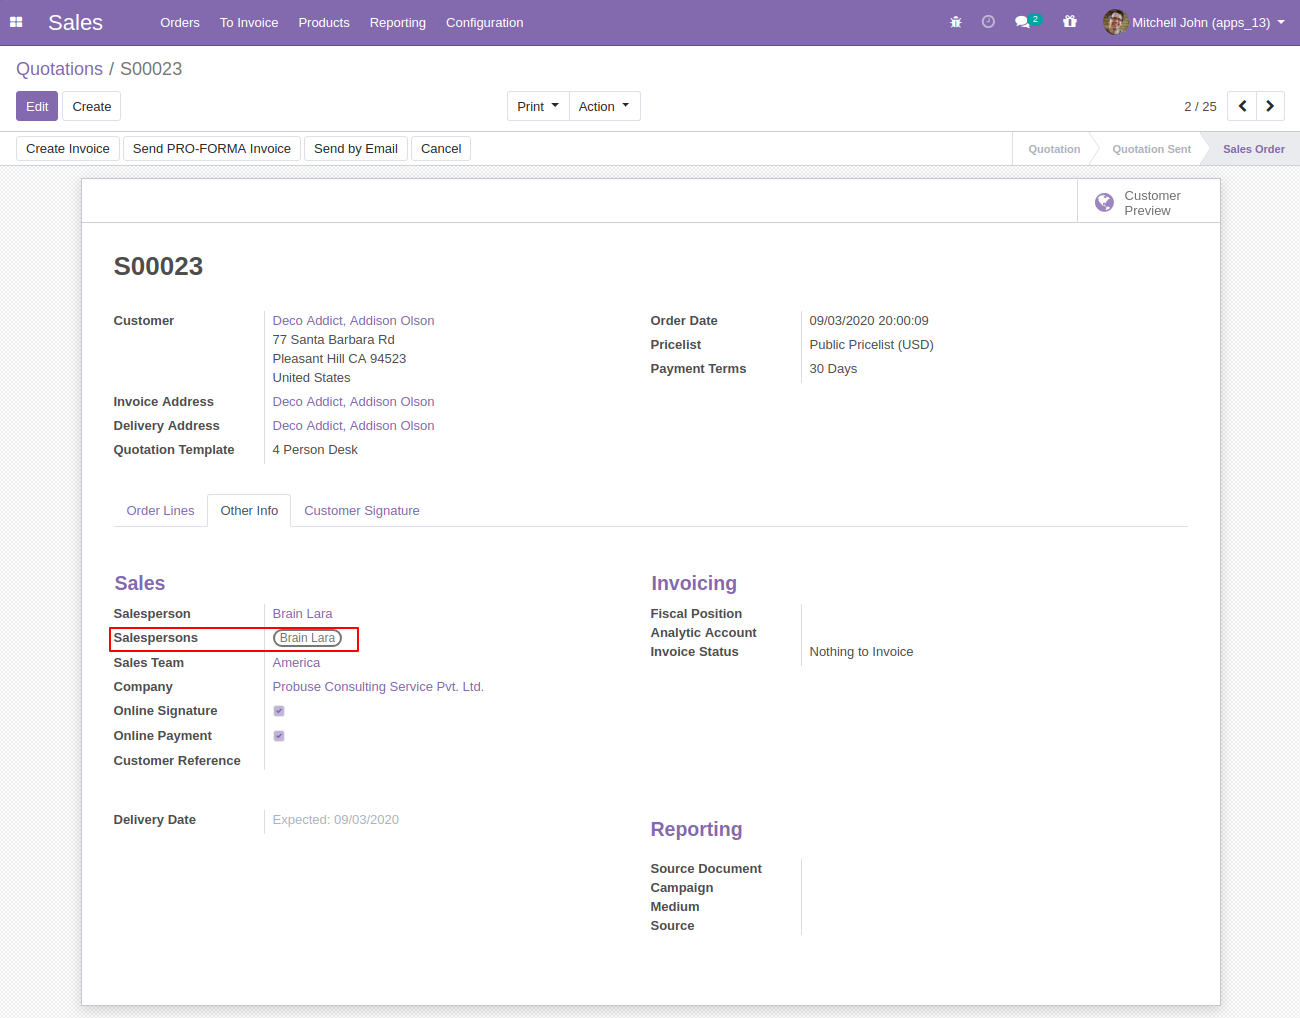 Sales Orders To Invoice Products Reporting Configuration 2 Mitchell John (apps_13)
Quotations / S00023
Edit Create Print Action 2 / 25
Create Invoice Send PRO-FORMA Invoice Send by Email Cancel Quotation Quotation Sent Sales Order
Customer
Preview
S00023
Customer Deco Addict, Addison Olson
77 Santa Barbara Rd
Pleasant Hill CA 94523
United States
Invoice Address Deco Addict, Addison Olson
Delivery Address Deco Addict, Addison Olson
Quotation Template 4 Person Desk
Order Date 09/03/2020 20:00:09
Pricelist Public Pricelist (USD)
Payment Terms 30 Days
Order Lines Other Info Customer Signature
Sales
Salesperson Brain Lara
Salespersons Brain Lara
Sales Team America
Company Probuse Consulting Service Pvt. Ltd.
Online Signature
Online Payment
Customer Reference
Invoicing
Fiscal Position
Analytic Account
Invoice Status Nothing to Invoice
Delivery Date Expected: 09/03/2020
Reporting
Source Document
Campaign
Medium
Source